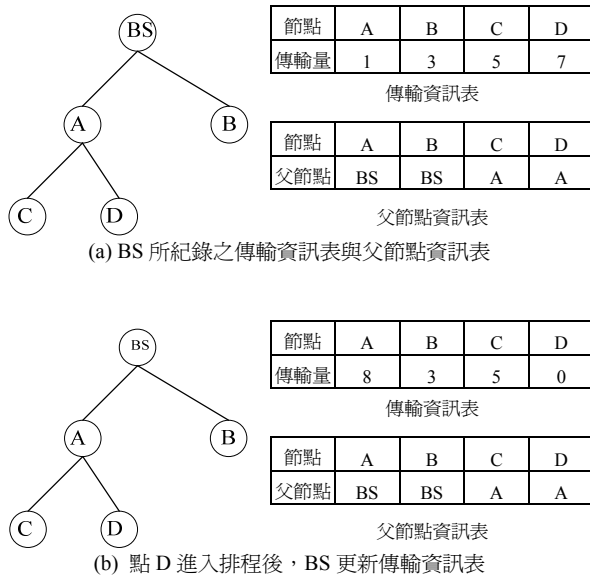 BS
節點 A B C D
傳輸量 1 3 5 7
傳輸資訊表
A
B
節點 A B C D
父節點 BS BS A A
C
D
父節點資訊表
(a) BS 所紀錄之傳輸資訊表與父節點資訊表
BS
節點 A B C D
傳輸量 8 3 5 0
傳輸資訊表
A
B
節點 A B C D
父節點 BS BS A A
C
D
父節點資訊表
(b) 點 D 進入排程後，BS 更新傳輸資訊表